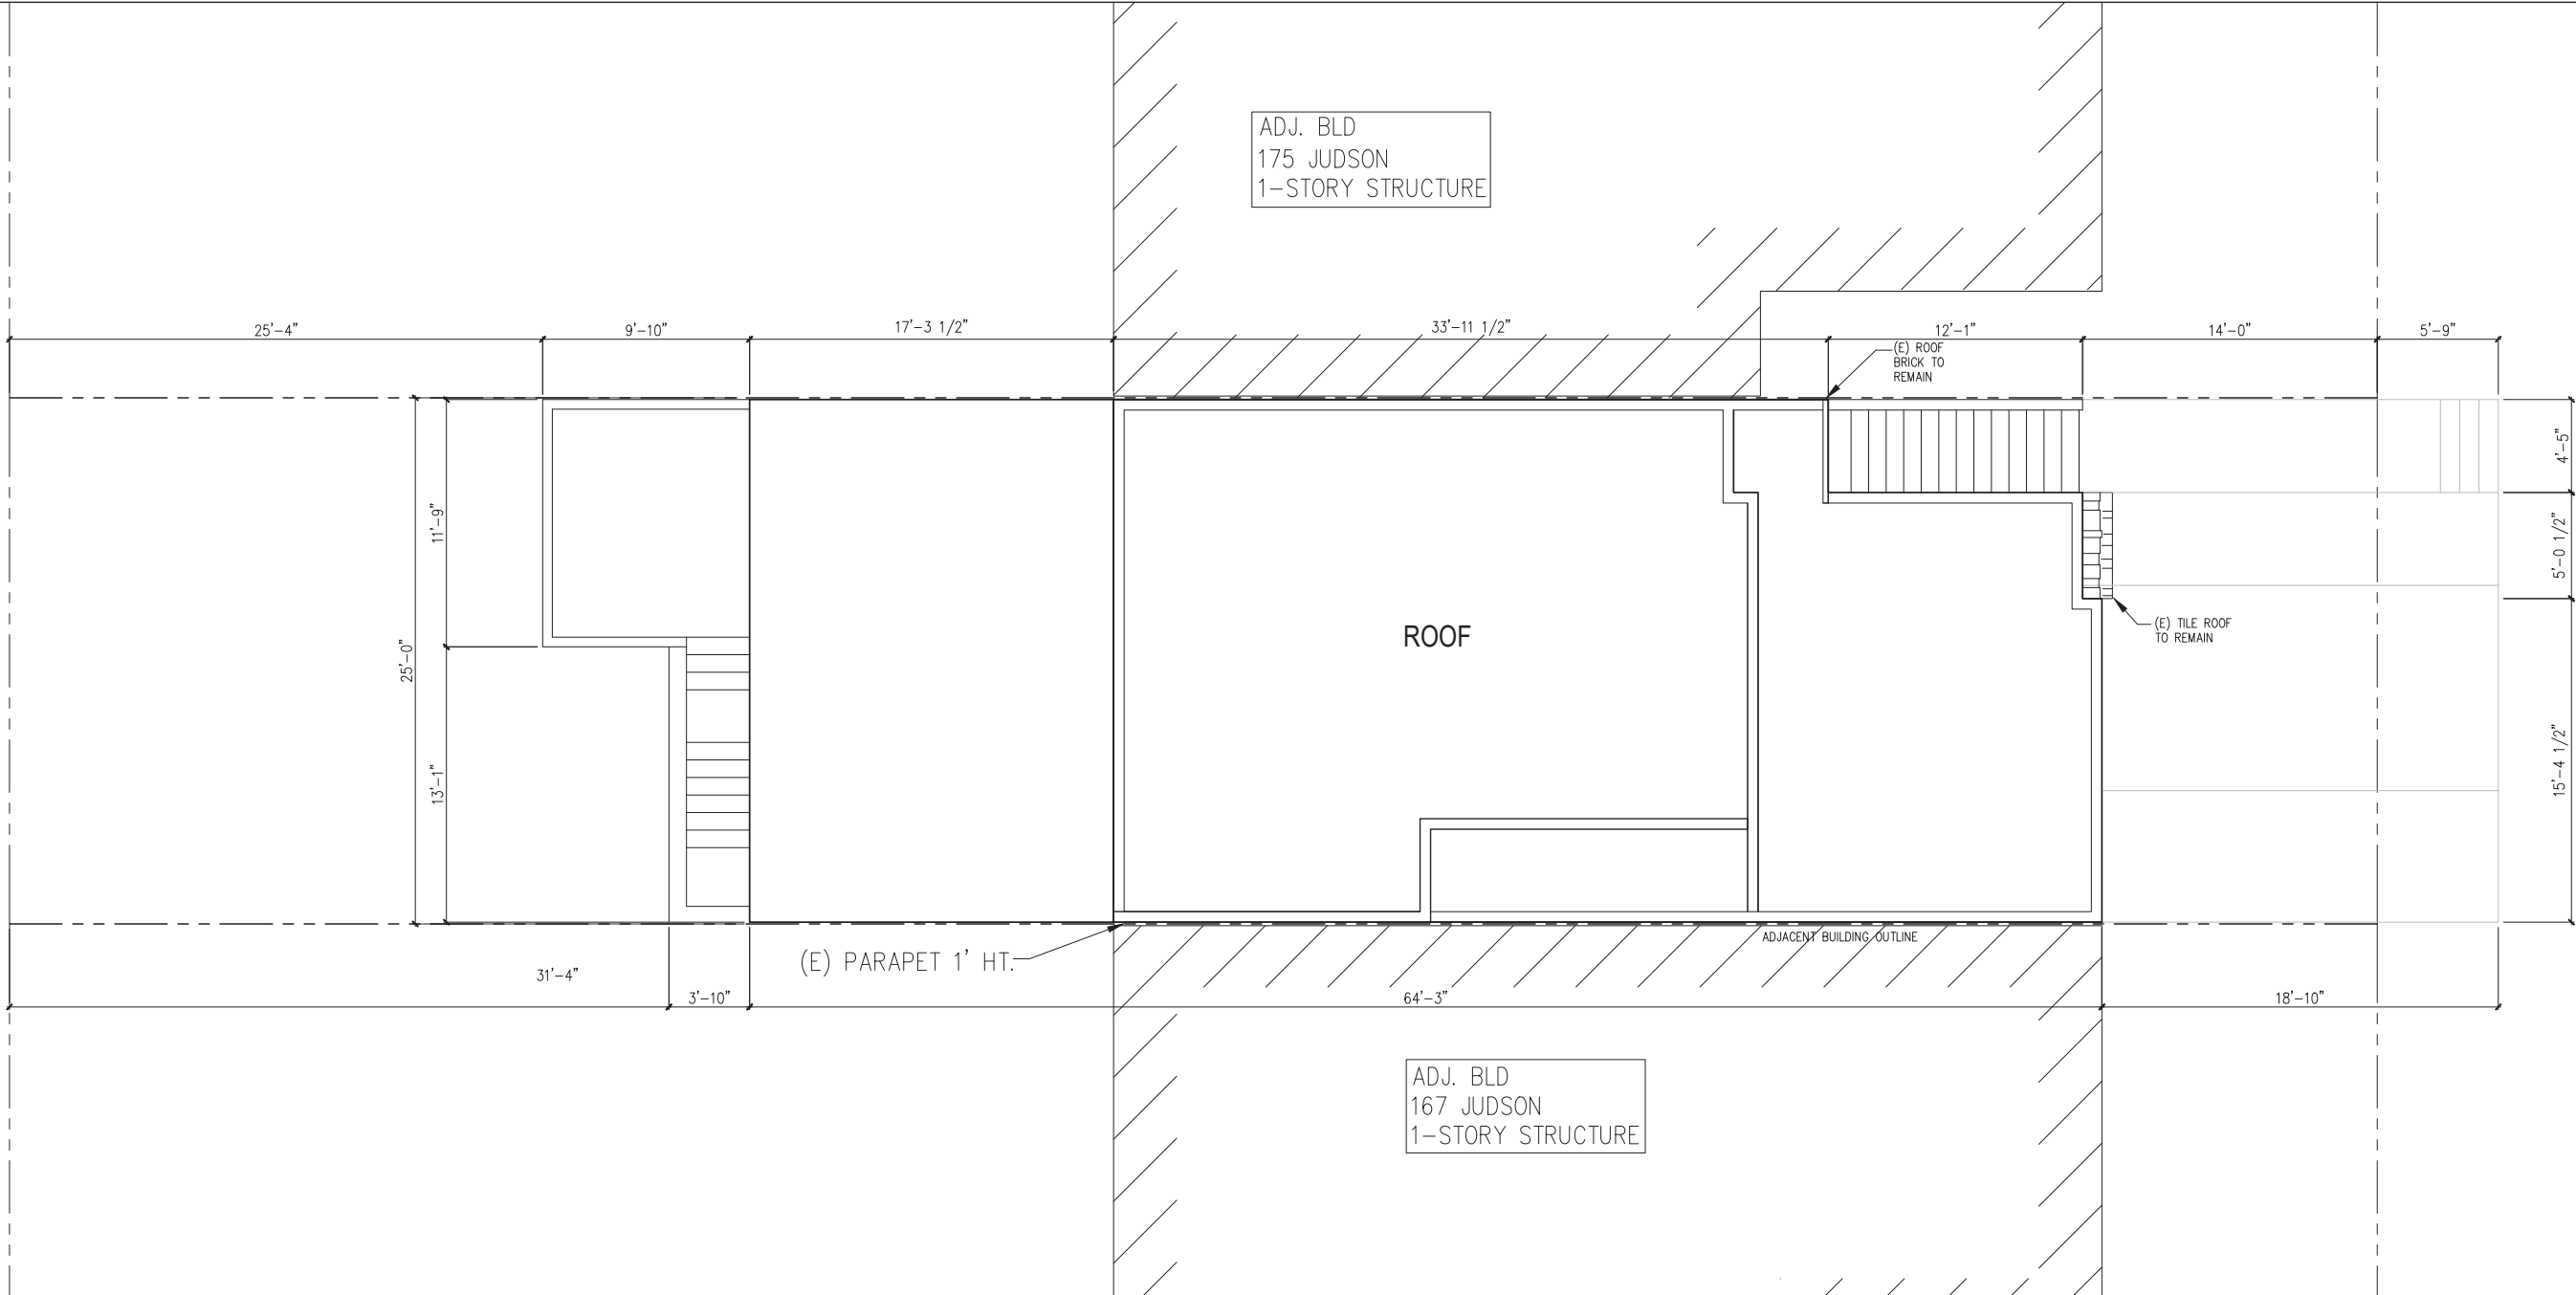 ADJ. BLD
175 JUDSON
1-STORY STRUCTURE
25'-4"
9'-10"
17'-3 1/2"
33'-11 1/2"
12'-1"
14'-0"
5'-9"
(E) ROOF
BRICK TO
REMAIN
4'-5"
11'-9"
5'-0 1/2"
25'-0"
ROOF
(E) TILE ROOF
TO REMAIN
13'-1"
15'-4 1/2"
(E) PARAPET 1' HT.
ADJACENT BUILDING OUTLINE
31'-4"
3'-10"
64'-3"
18'-10"
ADJ. BLD
167 JUDSON
1-STORY STRUCTURE